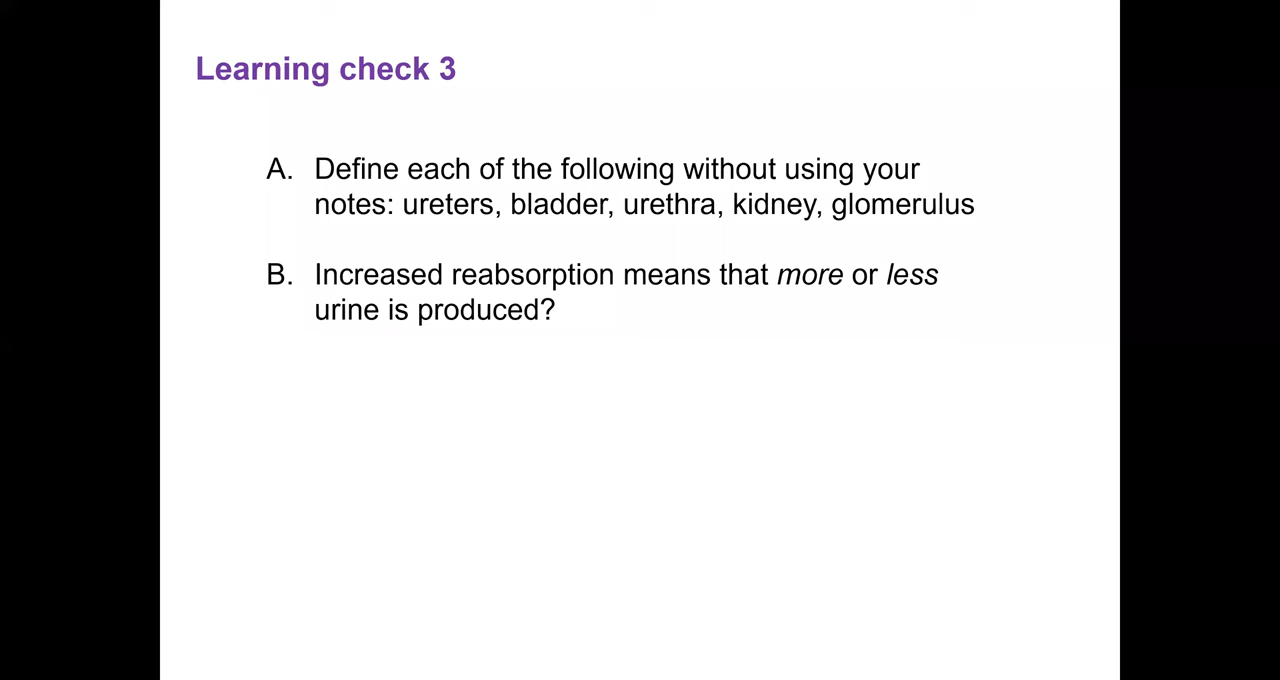 Learning check 3
A. Define each of the following without using your
notes: ureters, bladder, urethra, kidney, glomerulus
B. Increased reabsorption means that more or less
urine is produced?